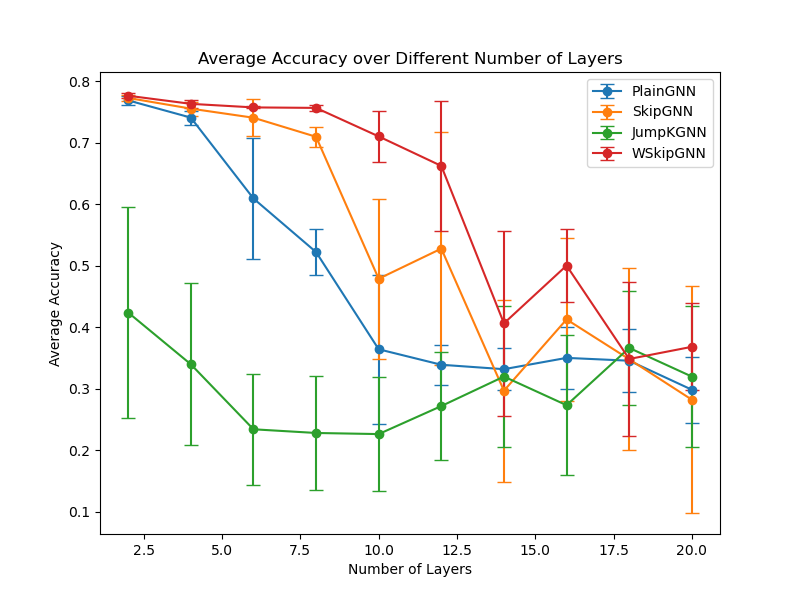 Average Accuracy over Different Number of Layers
PlainGNN
SkipGNN
JumpKGNN
WSkipGNN
Average Accuracy
0.8
0.7
0.6
0.5
0.4
0.3
0.2
0.1
2.5 5.0 7.5 10.0 12.5 15.0 17.5 20.0
Number of Layers